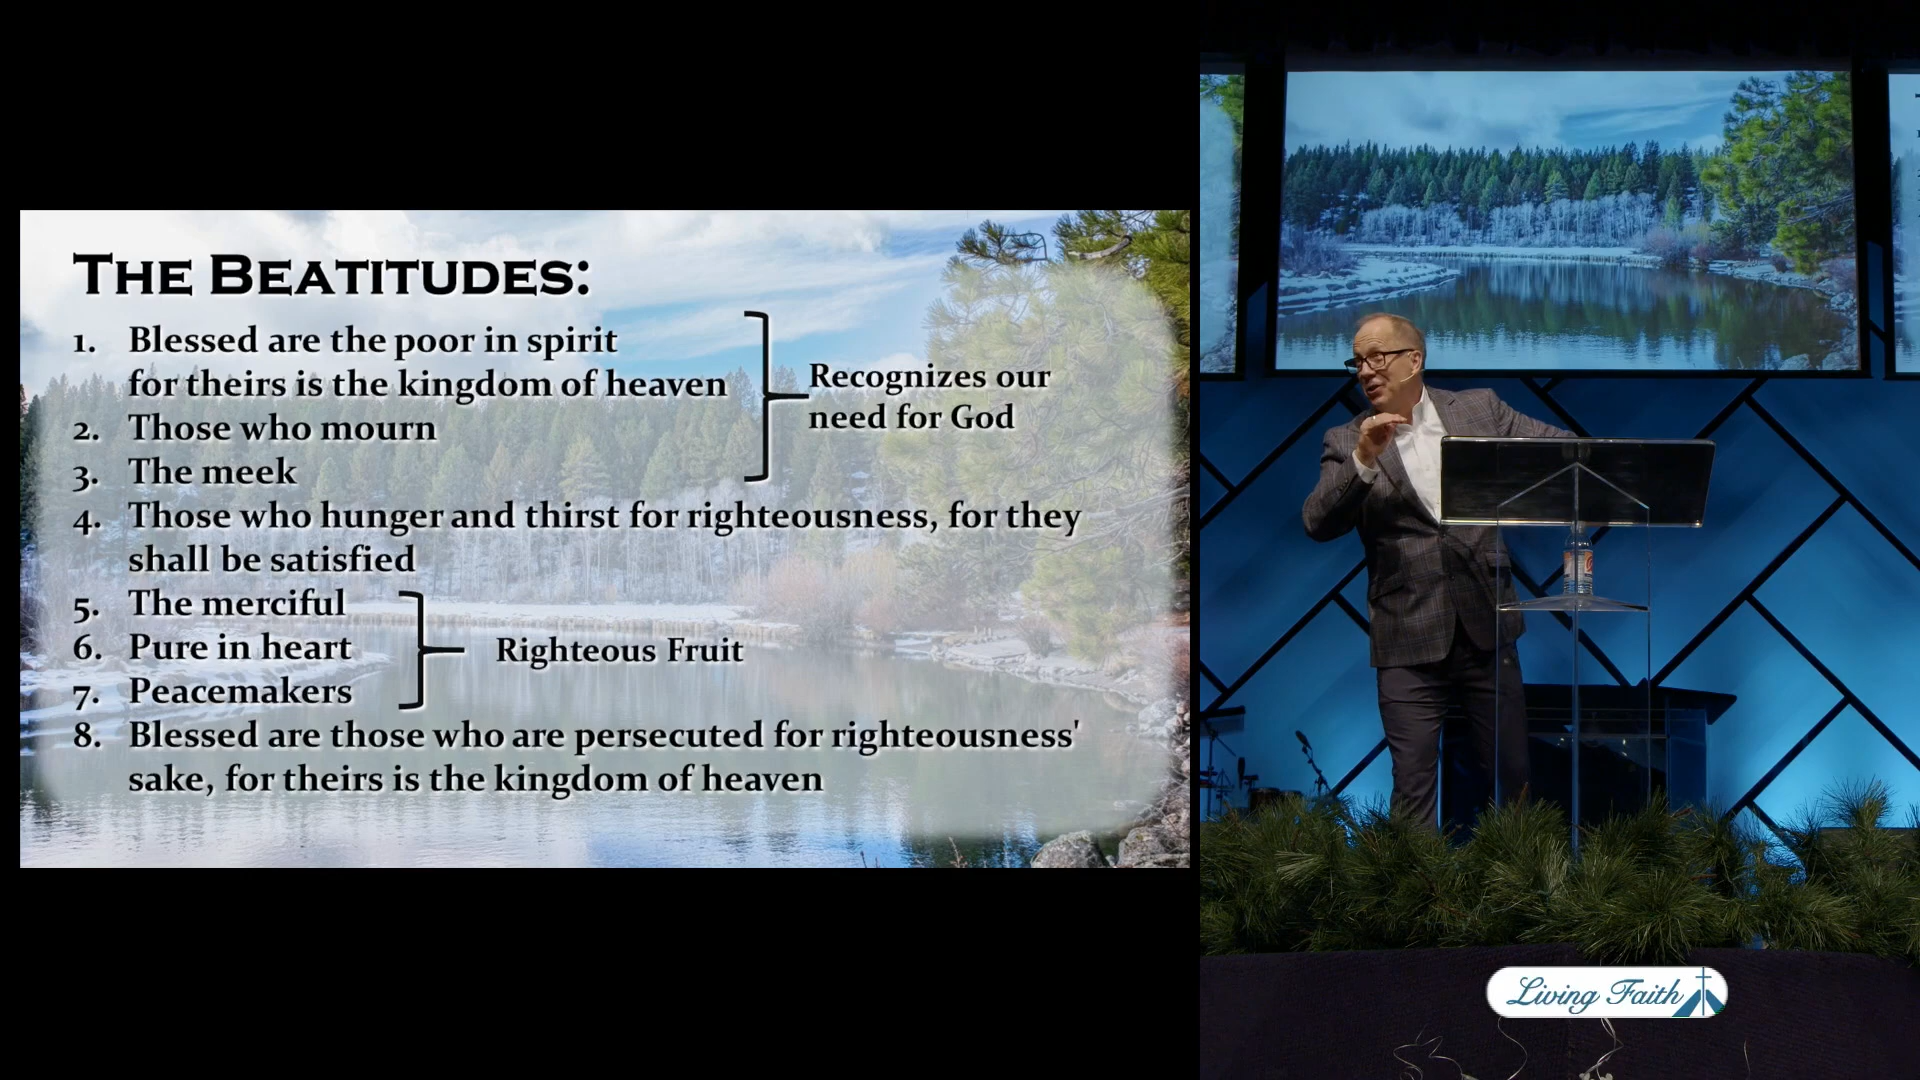 The Beatitudes:
1. Blessed are the poor in spirit
for theirs is the kingdom of heaven
2. Those who mourn
3. The meek
Recognizes our
need for God
4. Those who hunger and thirst for righteousness, for they
shall be satisfied
5. The merciful
6. Pure in heart
7. Peacemakers
Righteous Fruit
8. Blessed are those who are persecuted for righteousness'
sake, for theirs is the kingdom of heaven
Living Faith